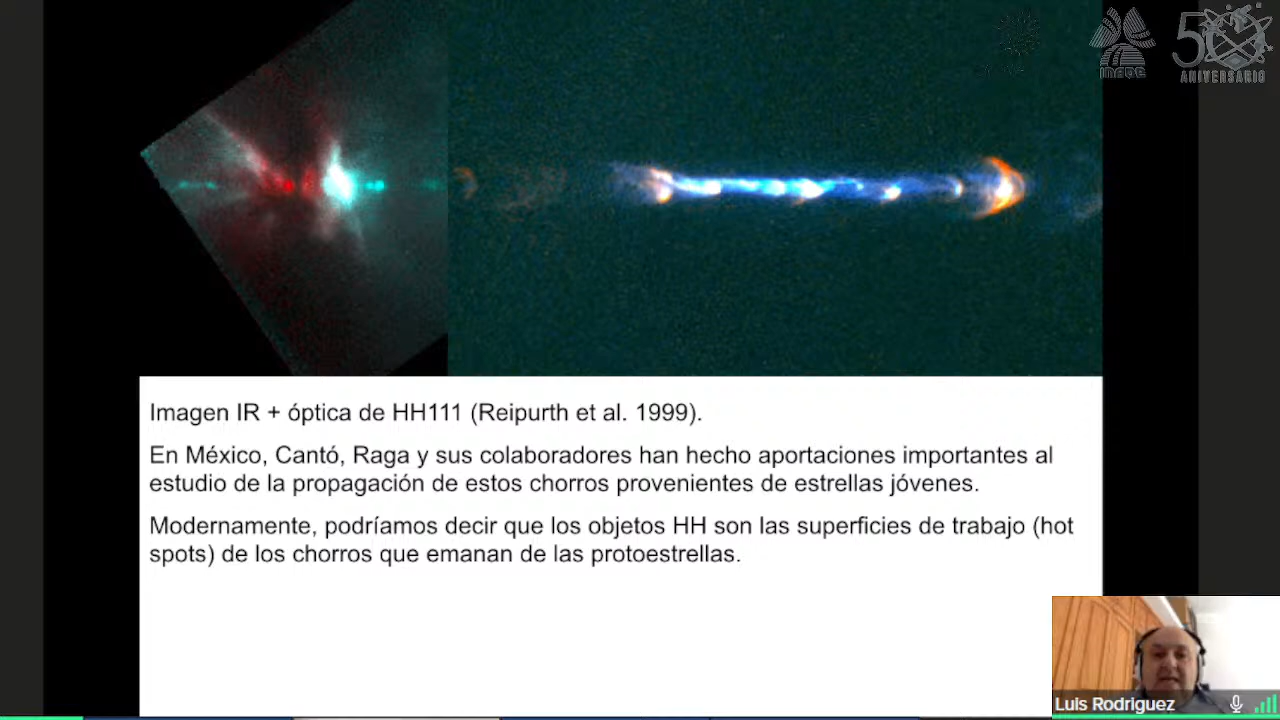 INAOE
50
ANIVERSARIO
Imagen IR + óptica de HH111 (Reipurth et al. 1999).
En México, Cantó, Raga y sus colaboradores han hecho aportaciones importantes al
estudio de la propagación de estos chorros provenientes de estrellas jóvenes.
Modernamente, podríamos decir que los objetos HH son las superficies de trabajo (hot
spots) de los chorros que emanan de las protoestrellas.
Luis Rodriguez